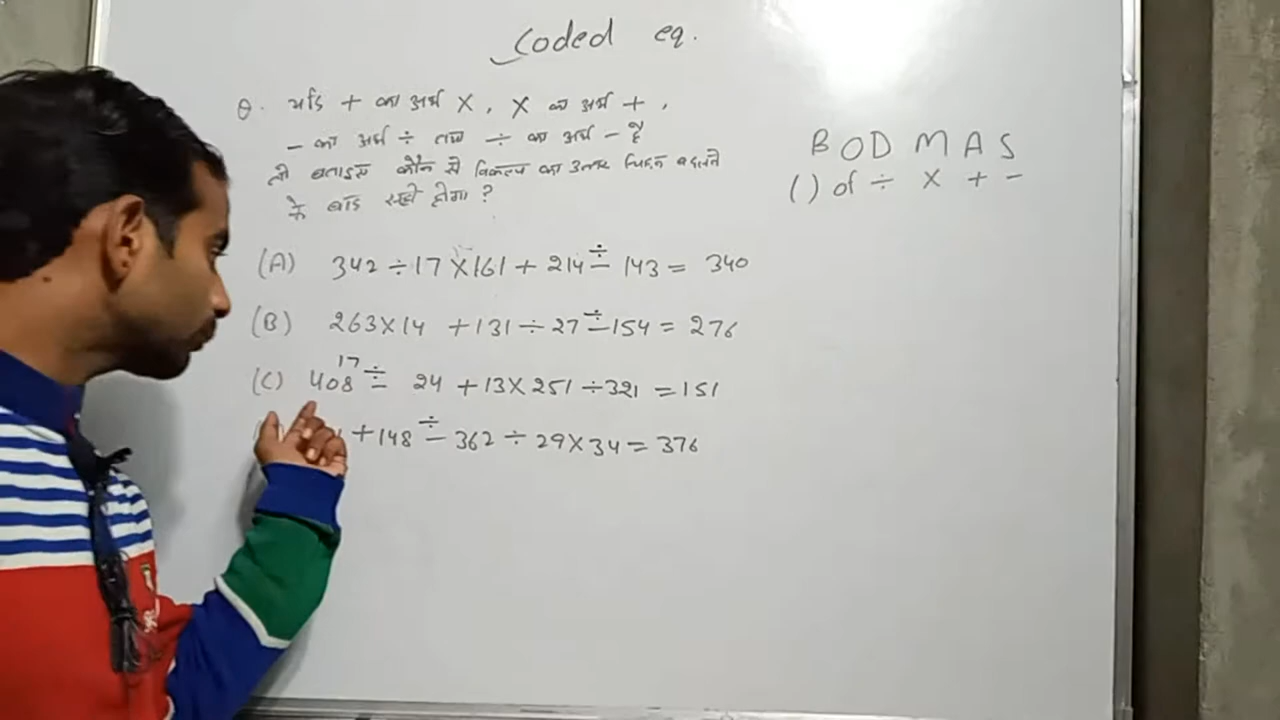 Coded eq.
Q. यदि + का अर्थ X, X का अर्थ +,
- का अर्थ ÷ तथा ÷ का अर्थ - है
तो बताइए कौन से विकल्प का उत्तर चिह्न बदलने
के बाद सही होगा ?
BODMAS
( ) of ÷ X + -
(A) 342 ÷ 17 X 161 + 214 ÷ - 143 = 340
(B) 263 X 14 + 131 ÷ 27 ÷ - 154 = 276
(C) 408 17 ÷ - 24 + 13 X 251 ÷ 321 = 151
+ 148 ÷ - 362 ÷ 29 X 34 = 376